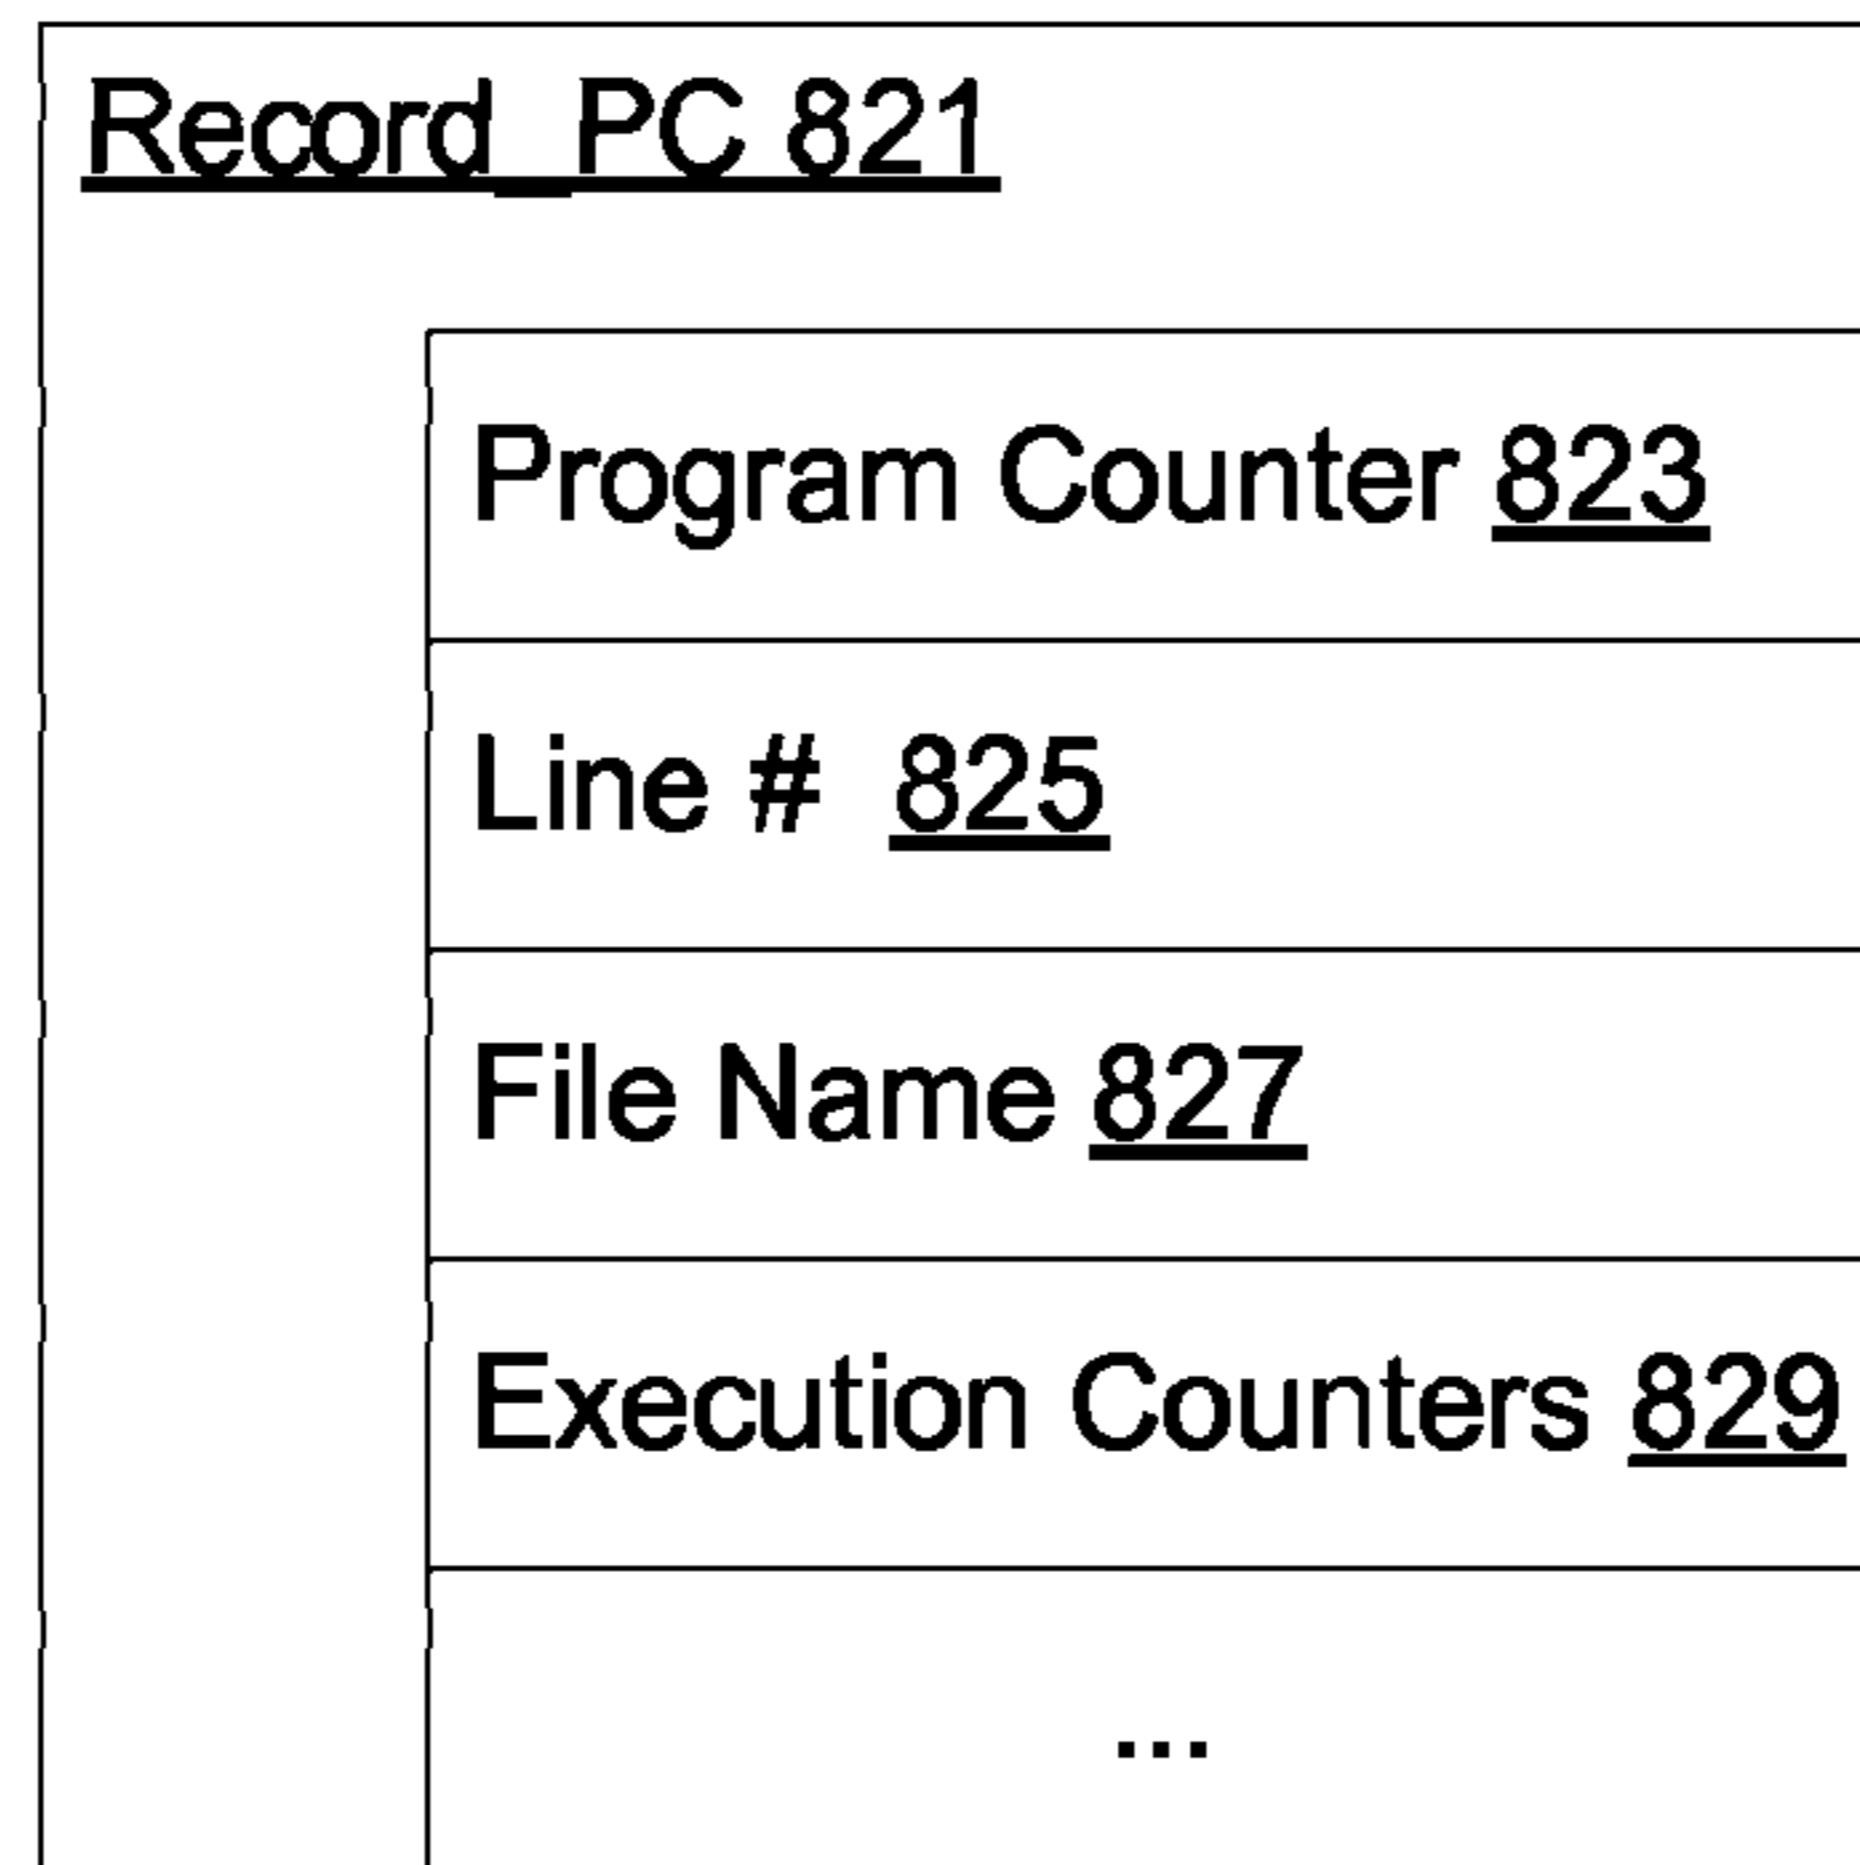 Record_PC 821
Program Counter 823
Line # 825
File Name 827
Execution Counters 829
...